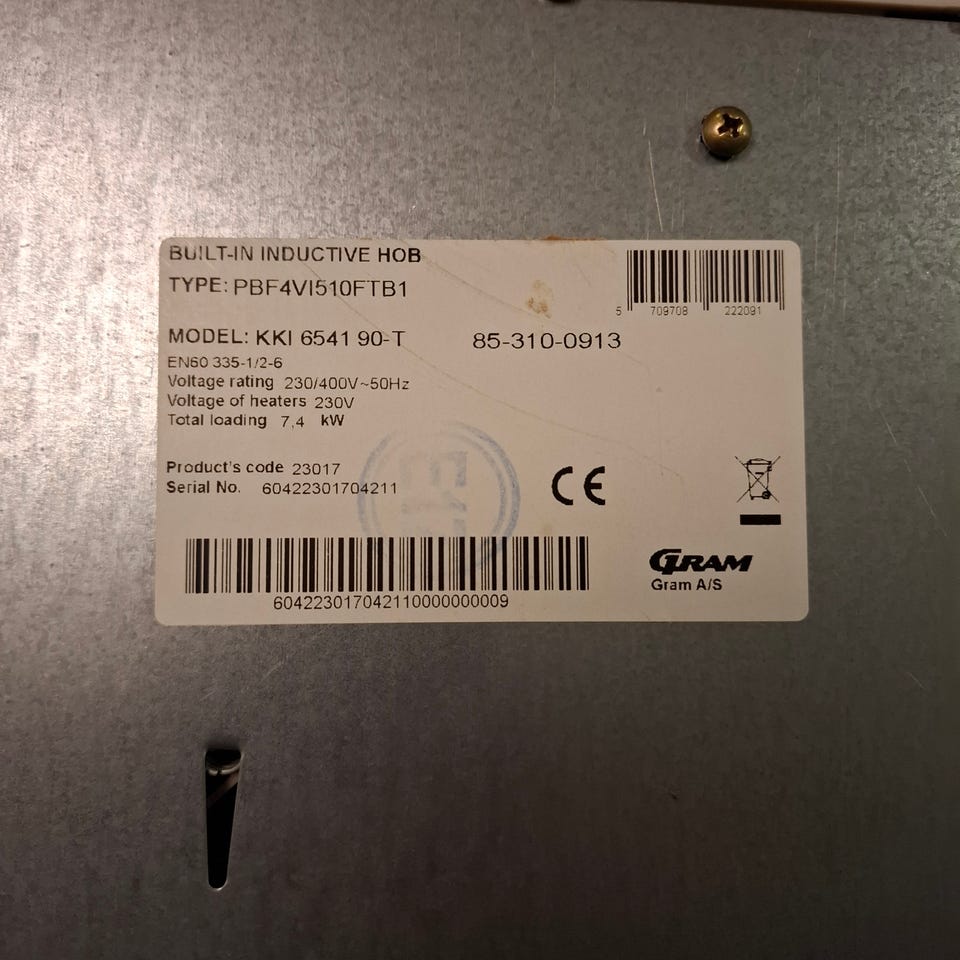 BUILT-IN INDUCTIVE HOB
TYPE: PBF4VI510FTB1
5 709708 222091
MODEL: KKI 6541 90-T 85-310-0913
EN60 335-1/2-6
Voltage rating 230/400V~50Hz
Voltage of heaters 230V
Total loading 7,4 kW
Product's code 23017
Serial No. 60422301704211
CE
GRAM
Gram A/S
604223017042110000000009